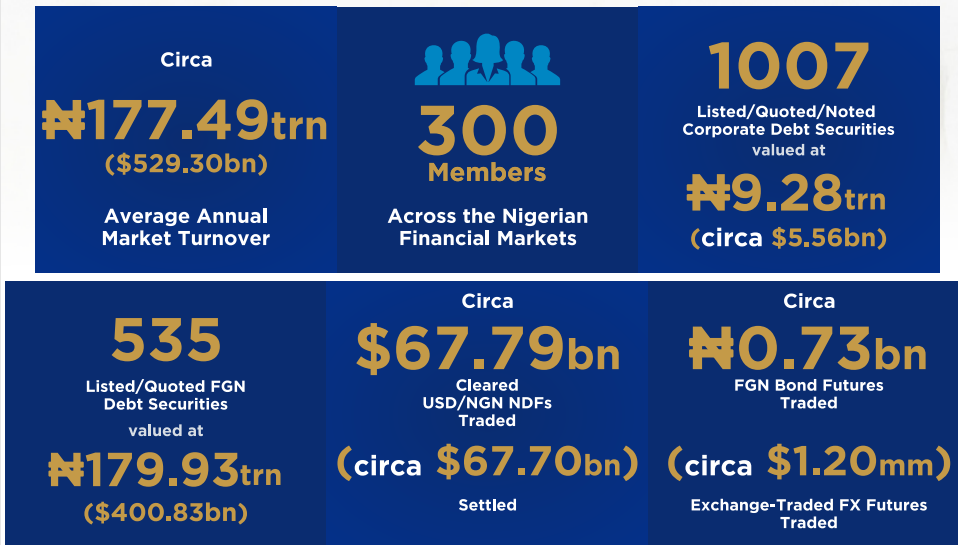 Circa
₦177.49trn
($529.30bn)
Average Annual
Market Turnover
300
Members
Across the Nigerian
Financial Markets
1007
Listed/Quoted/Noted
Corporate Debt Securities
valued at
₦9.28trn
(circa $5.56bn)
535
Listed/Quoted FGN
Debt Securities
valued at
₦179.93trn
($400.83bn)
Circa
$67.79bn
Cleared
USD/NGN NDFs
Traded
(circa $67.70bn)
Settled
Circa
₦0.73bn
FGN Bond Futures
Traded
(circa $1.20mm)
Exchange-Traded FX Futures
Traded